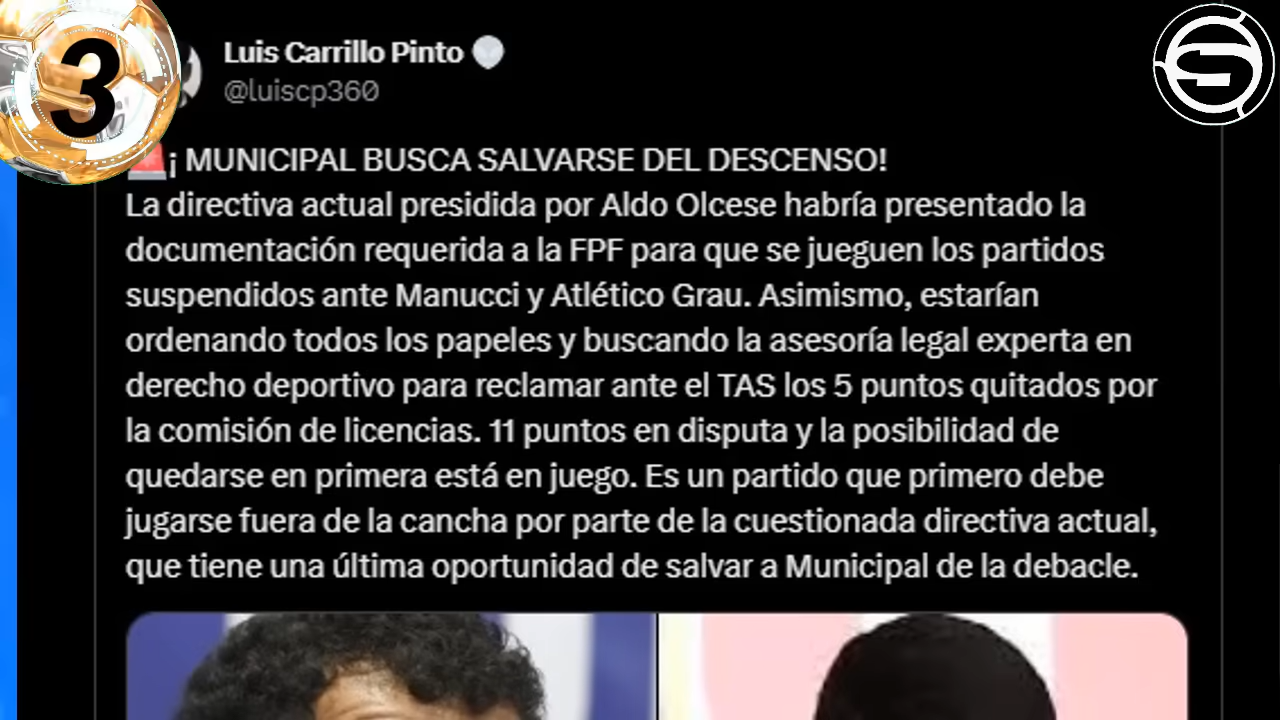 3
Luis Carrillo Pinto
@luiscp360
¡ MUNICIPAL BUSCA SALVARSE DEL DESCENSO!
La directiva actual presidida por Aldo Olcese habría presentado la
documentación requerida a la FPF para que se jueguen los partidos
suspendidos ante Manucci y Atlético Grau. Asimismo, estarían
ordenando todos los papeles y buscando la asesoría legal experta en
derecho deportivo para reclamar ante el TAS los 5 puntos quitados por
la comisión de licencias. 11 puntos en disputa y la posibilidad de
quedarse en primera está en juego. Es un partido que primero debe
jugarse fuera de la cancha por parte de la cuestionada directiva actual,
que tiene una última oportunidad de salvar a Municipal de la debacle.